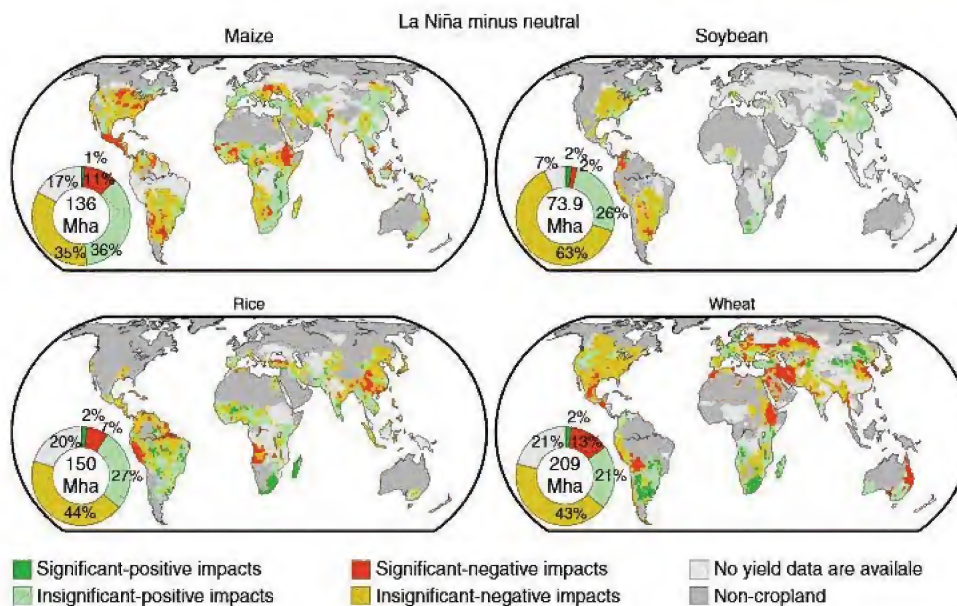 La Niña minus neutral
Maize
Soybean
1%
17%
11%
136
Mha
35%
36%
2%
7%
2%
73.9
Mha
26%
63%
Rice
Wheat
2%
7%
20%
150
Mha
27%
44%
2%
21%
13%
209
Mha
21%
43%
Significant-positive impacts
Significant-negative impacts
No yield data are availale
Insignificant-positive impacts
Insignificant-negative impacts
Non-cropland